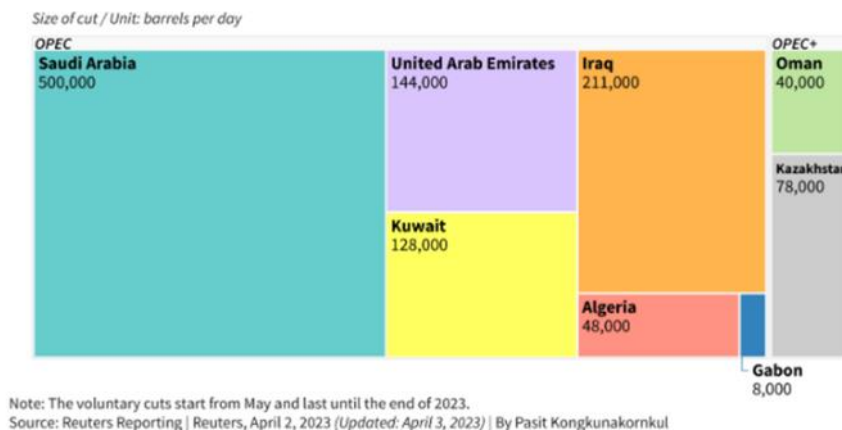 Size of cut / Unit: barrels per day
OPEC
Saudi Arabia
500,000
United Arab Emirates
144,000
Kuwait
128,000
Iraq
211,000
Algeria
48,000
Gabon
8,000
OPEC+
Oman
40,000
Kazakhstan
78,000
Note: The voluntary cuts start from May and last until the end of 2023.
Source: Reuters Reporting | Reuters, April 2, 2023 (Updated: April 3, 2023) | By Pasit Kongkunakornkul